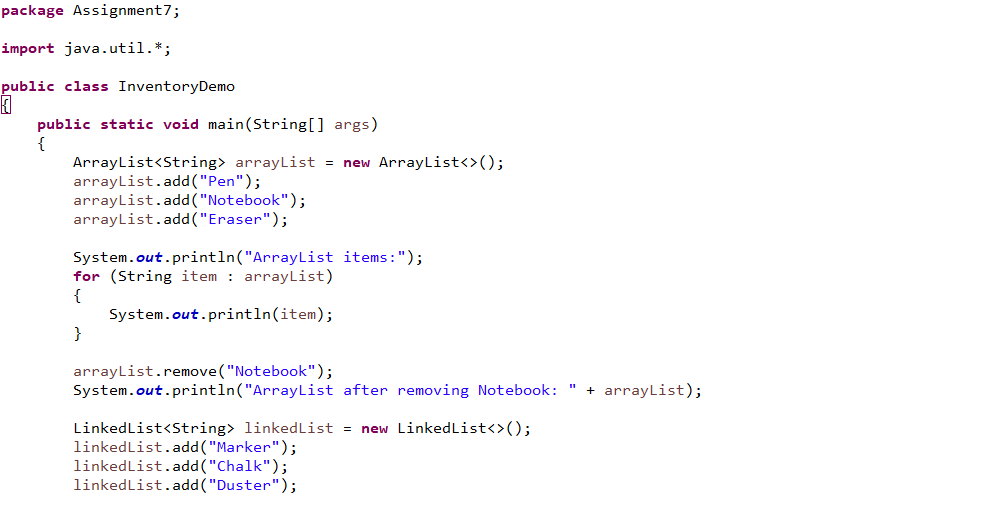 package Assignment7;
import java.util.*;
public class InventoryDemo
{
    public static void main(String[] args)
    {
        ArrayList<String> arrayList = new ArrayList<>();
        arrayList.add("Pen");
        arrayList.add("Notebook");
        arrayList.add("Eraser");
        System.out.println("ArrayList items:");
        for (String item : arrayList)
        {
            System.out.println(item);
        }
        arrayList.remove("Notebook");
        System.out.println("ArrayList after removing Notebook: " + arrayList);
        LinkedList<String> linkedList = new LinkedList<>();
        linkedList.add("Marker");
        linkedList.add("Chalk");
        linkedList.add("Duster");